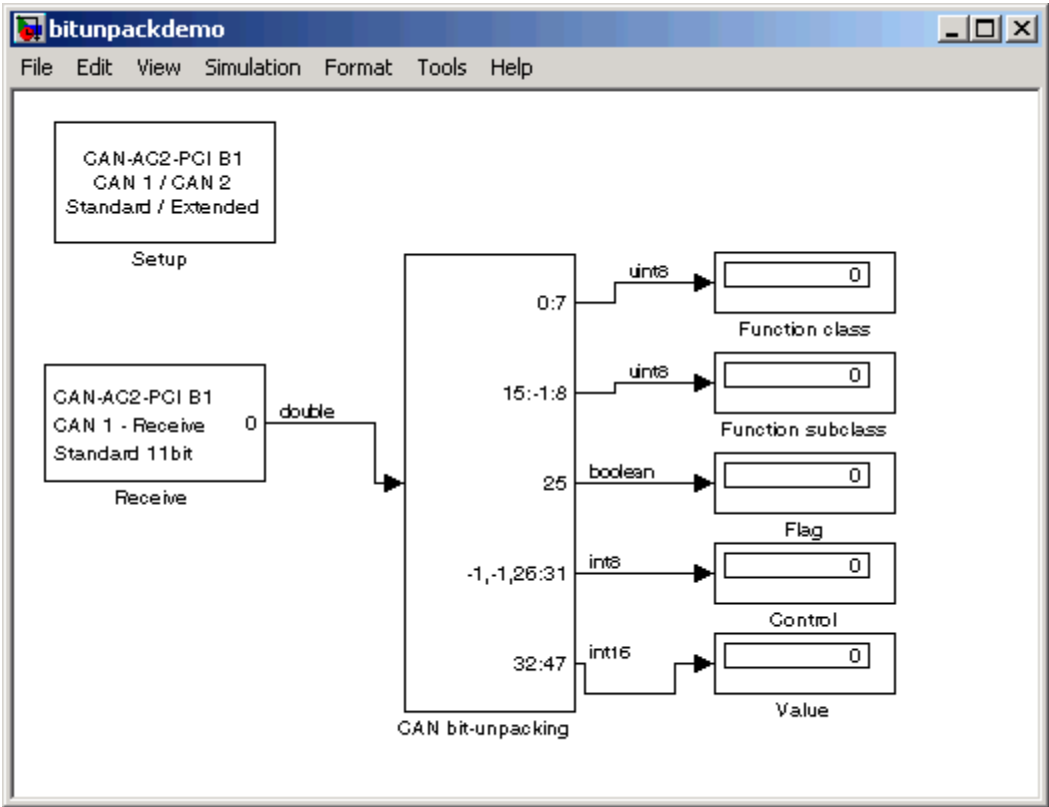 bitunpackdemo
File Edit View Simulation Format Tools Help
CAN-AC2-PCI B1
CAN 1 / CAN 2
Standard / Extended
Setup
CAN-AC2-PCI B1
CAN 1 - Receive
Standard 11bit
0
Receive
double
0:7
15:-1:8
25
-1,-1,26:31
32:47
CAN bit-unpacking
uint8
0
Function class
uint8
0
Function subclass
boolean
0
Flag
int8
0
Control
int16
0
Value